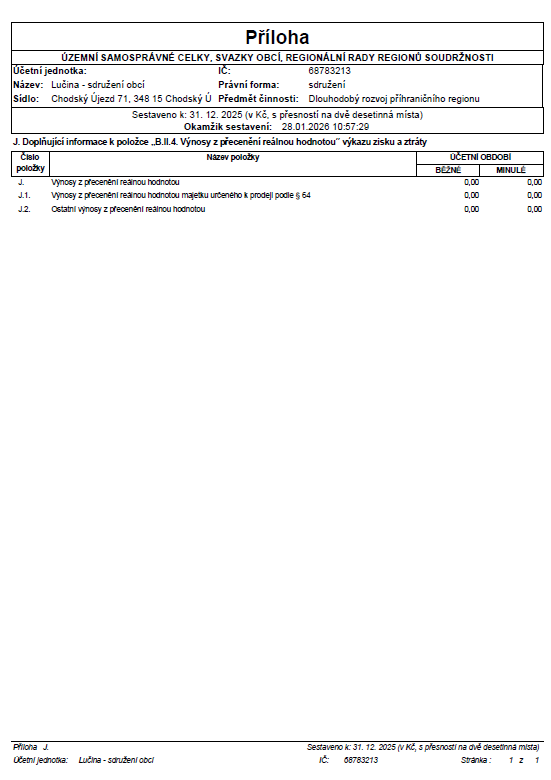 Příloha
ÚZEMNÍ SAMOSPRÁVNÉ CELKY, SVAZKY OBCÍ, REGIONÁLNÍ RADY REGIONŮ SOUDRŽNOSTI
Účetní jednotka: IČ: 68783213
Název: Lučina - sdružení obcí Právní forma: sdružení
Sídlo: Chodský Újezd 71, 348 15 Chodský Ú Předmět činnosti: Dlouhodobý rozvoj příhraničního regionu
Sestaveno k: 31. 12. 2025 (v Kč, s přesností na dvě desetinná místa)
Okamžik sestavení: 28.01.2026 10:57:29
J. Doplňující informace k položce „B.II.4. Výnosy z přecenění reálnou hodnotou" výkazu zisku a ztráty
Číslo položky Název položky ÚČETNÍ OBDOBÍ
BĚŽNÉ MINULÉ
J. Výnosy z přecenění reálnou hodnotou 0,00 0,00
J.1. Výnosy z přecenění reálnou hodnotou majetku určeného k prodeji podle § 64 0,00 0,00
J.2. Ostatní výnosy z přecenění reálnou hodnotou 0,00 0,00
Příloha J. Sestaveno k: 31. 12. 2025 (v Kč, s přesností na dvě desetinná místa)
Účetní jednotka: Lučina - sdružení obcí IČ: 68783213 Stránka : 1 z 1